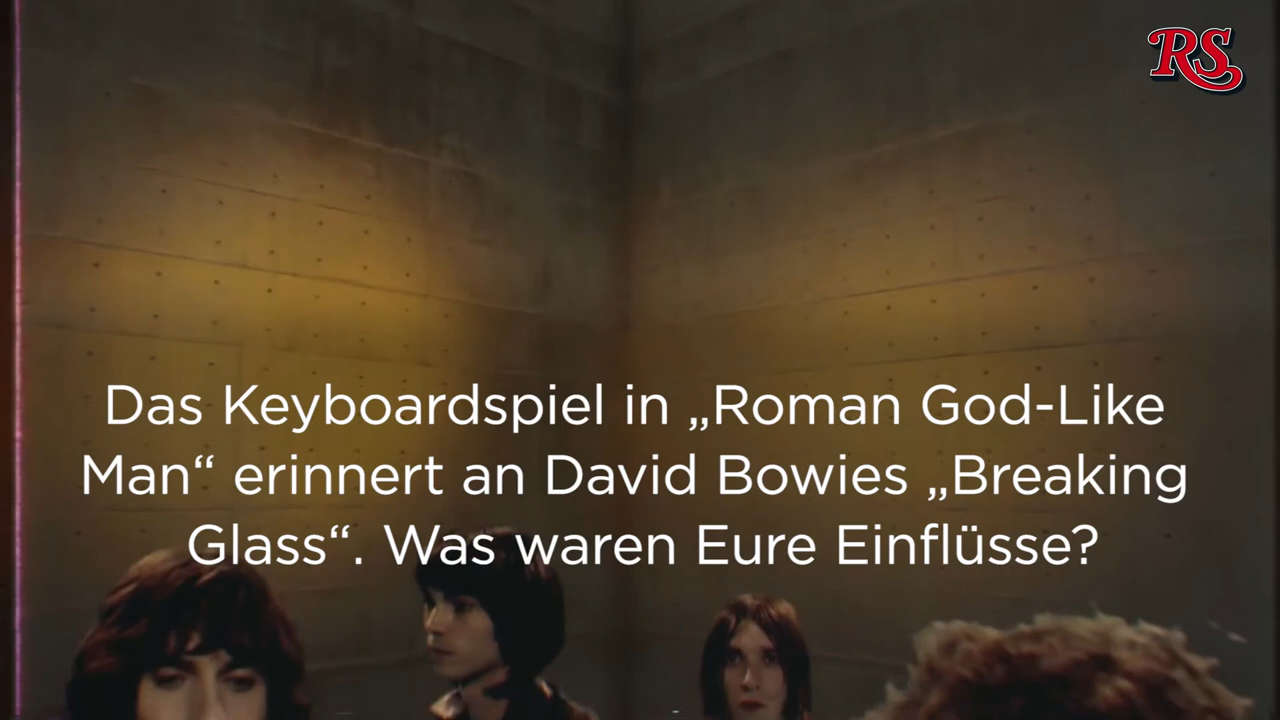 RS
Das Keyboardspiel in „Roman God-Like
Man“ erinnert an David Bowies „Breaking
Glass“. Was waren Eure Einflüsse?